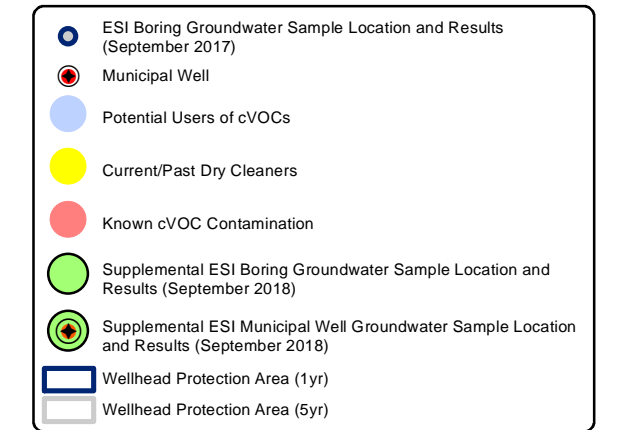 ESI Boring Groundwater Sample Location and Results
(September 2017)
Municipal Well
Potential Users of cVOCs
Current/Past Dry Cleaners
Known cVOC Contamination
Supplemental ESI Boring Groundwater Sample Location and
Results (September 2018)
Supplemental ESI Municipal Well Groundwater Sample Location
and Results (September 2018)
Wellhead Protection Area (1yr)
Wellhead Protection Area (5yr)